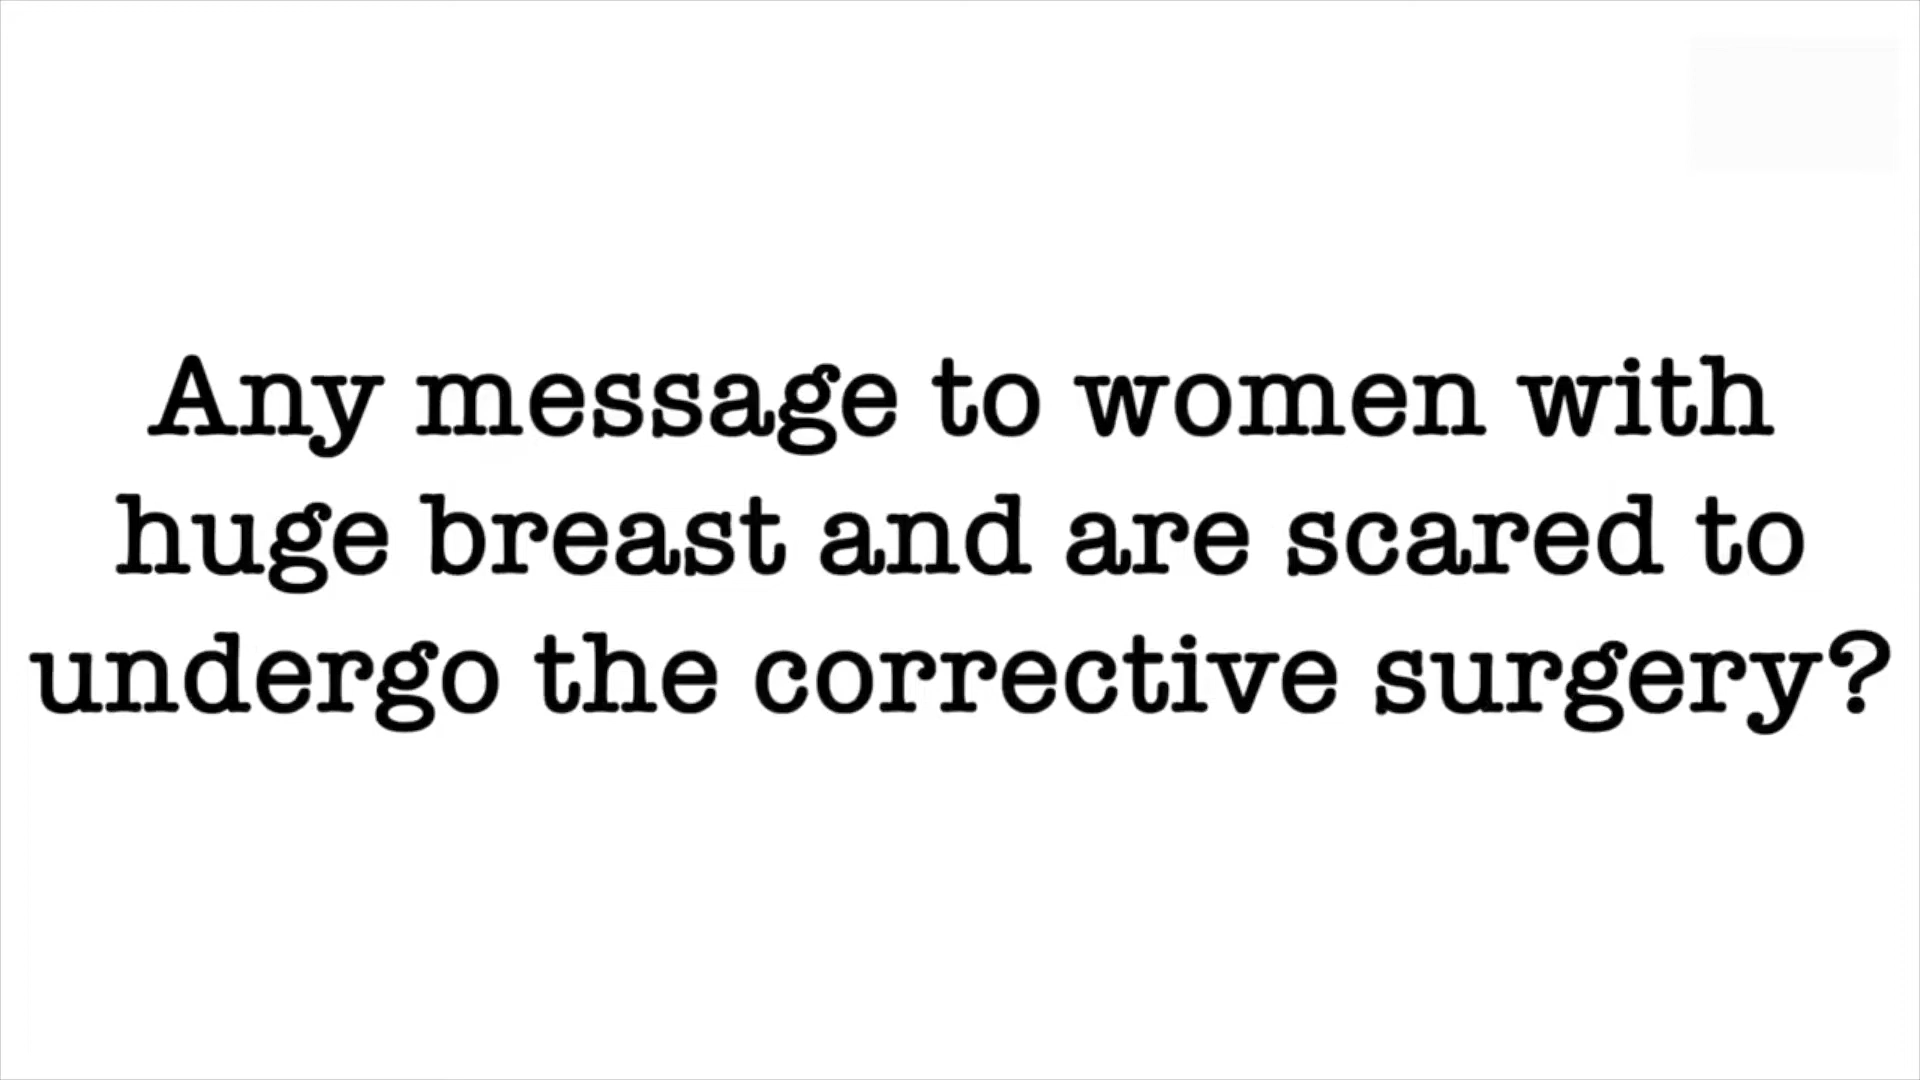 Any message to women with
huge breast and are scared to
undergo the corrective surgery?